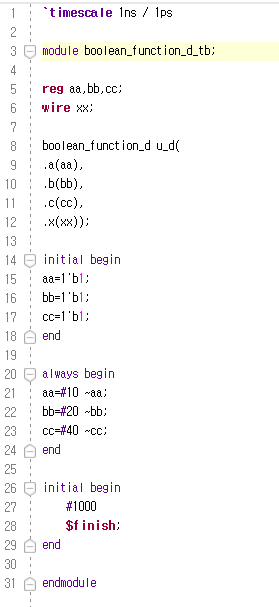 1 `timescale 1ns / 1ps
2
3 module boolean_function_d_tb;
4
5 reg aa,bb,cc;
6 wire xx;
7
8 boolean_function_d u_d(
9 .a(aa),
10 .b(bb),
11 .c(cc),
12 .x(xx));
13
14 initial begin
15 aa=1'b1;
16 bb=1'b1;
17 cc=1'b1;
18 end
19
20 always begin
21 aa=#10 ~aa;
22 bb=#20 ~bb;
23 cc=#40 ~cc;
24 end
25
26 initial begin
27 #1000
28 $finish;
29 end
30
31 endmodule